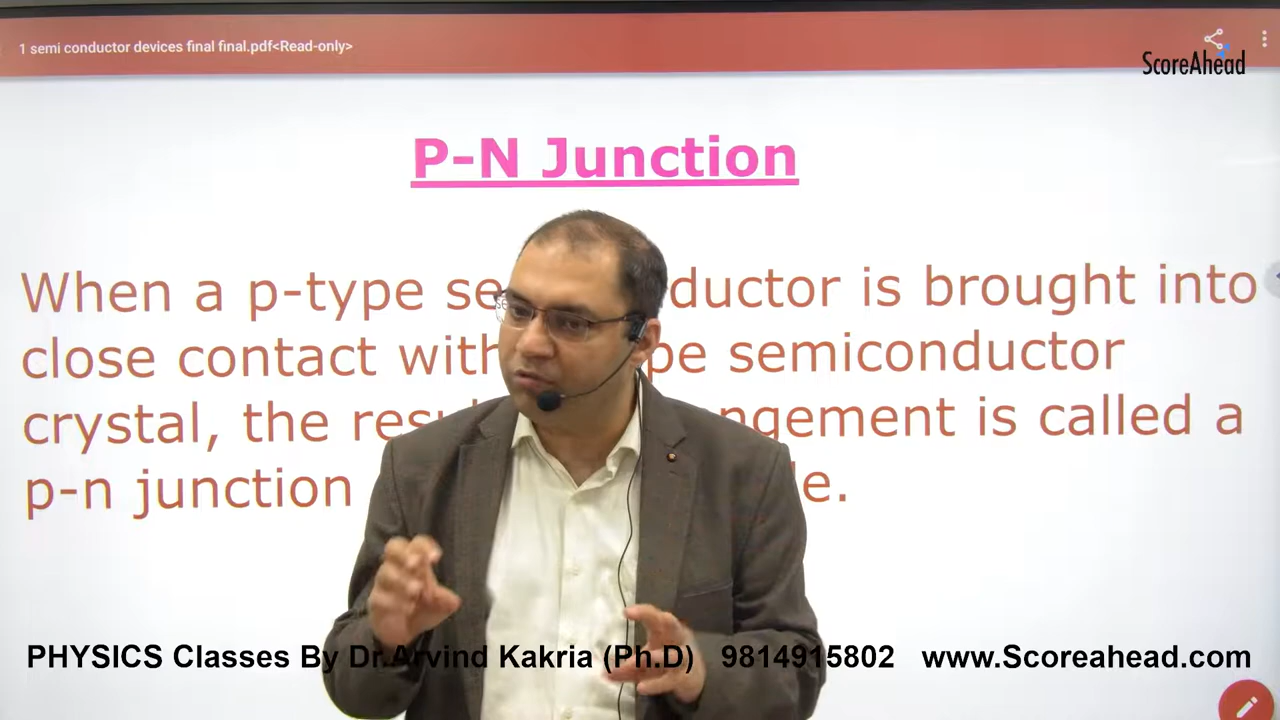 1 semi conductor devices final final.pdf<Read-only>
ScoreAhead
P-N Junction
When a p-type se ductor is brought into
close contact with pe semiconductor
crystal, the resu ngement is called a
p-n junction e.
PHYSICS Classes By Dr.Arvind Kakria (Ph.D) 9814915802 www.Scoreahead.com